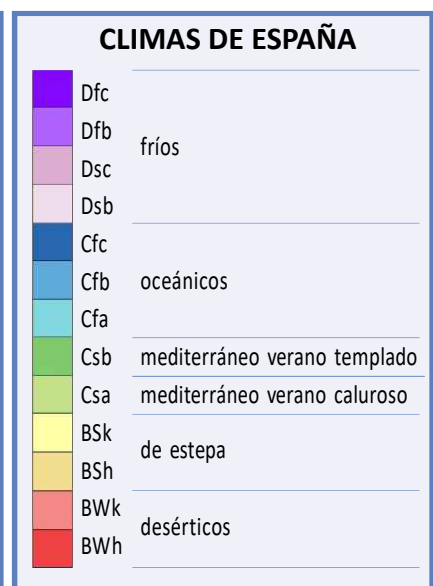 CLIMAS DE ESPAÑA
Dfc
Dfb
fríos
Dsc
Dsb
Cfc
Cfb oceánicos
Cfa
Csb mediterráneo verano templado
Csa mediterráneo verano caluroso
BSk
de estepa
BSh
BWk
desérticos
BWh